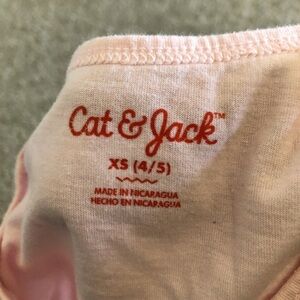 Cat & Jack™
XS (4/5)
MADE IN NICARAGUA
HECHO EN NICARAGUA